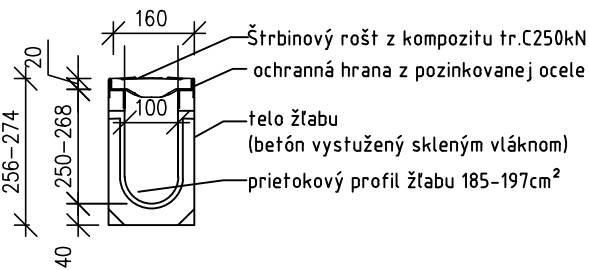 160
Štrbinový rošt z kompozitu tr.C250kN
20
ochranná hrana z pozinkovanej ocele
100
telo žľabu
(betón vystužený skleným vláknom)
256-274
250-268
prietokový profil žľabu 185-197cm²
40